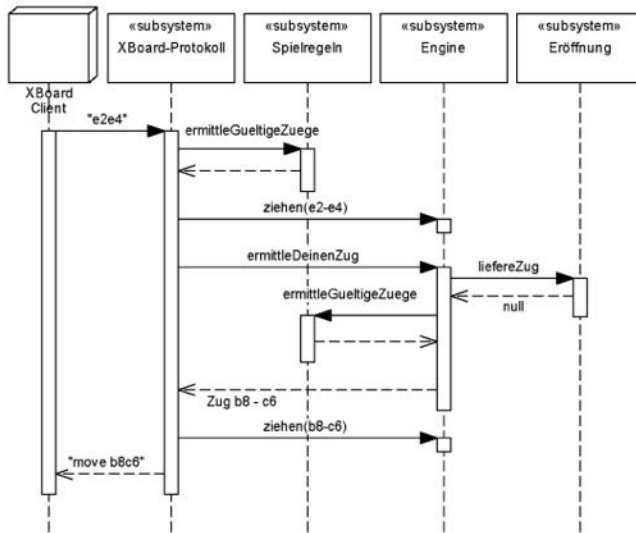 «subsystem»
XBoard-Protokoll
«subsystem»
Spielregeln
«subsystem»
Engine
«subsystem»
Eröffnung
XBoard
Client
"e2e4"
ermittleGueltigeZuege
ziehen(e2-e4)
ermittleDeinenZug
liefereZug
ermittleGueltigeZuege
null
Zug b8 - c6
ziehen(b8-c6)
"move b8c6"